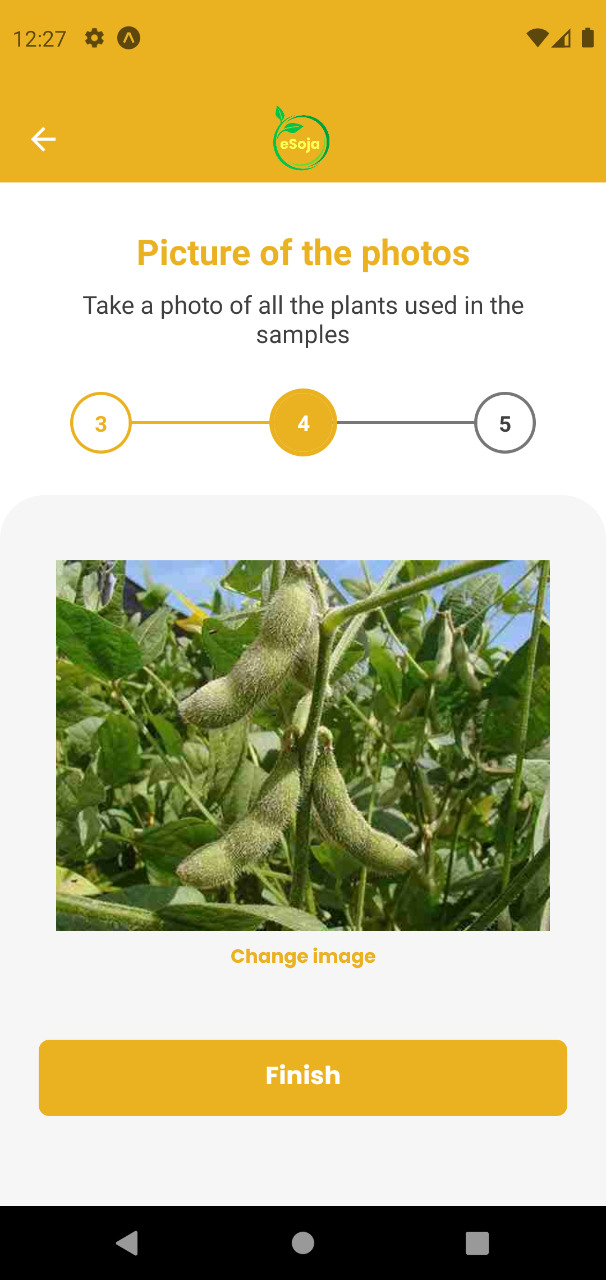 12:27
eSoja
Picture of the photos
Take a photo of all the plants used in the
samples
3 4 5
Change image
Finish